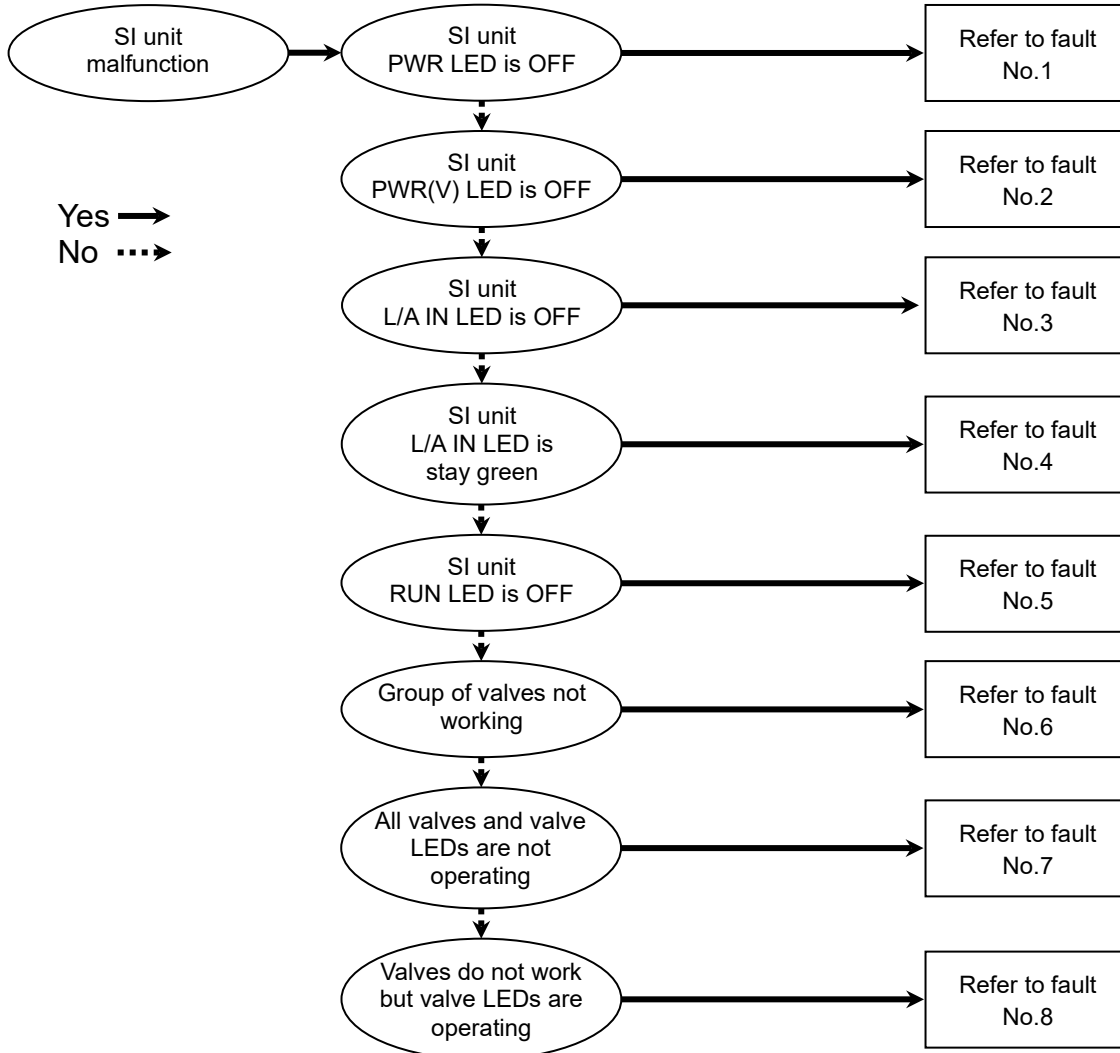 SI unit
malfunction
SI unit
PWR LED is OFF
Refer to fault
No.1
SI unit
PWR(V) LED is OFF
Refer to fault
No.2
Yes
No
SI unit
L/A IN LED is OFF
Refer to fault
No.3
SI unit
L/A IN LED is
stay green
Refer to fault
No.4
SI unit
RUN LED is OFF
Refer to fault
No.5
Group of valves not
working
Refer to fault
No.6
All valves and valve
LEDs are not
operating
Refer to fault
No.7
Valves do not work
but valve LEDs are
operating
Refer to fault
No.8